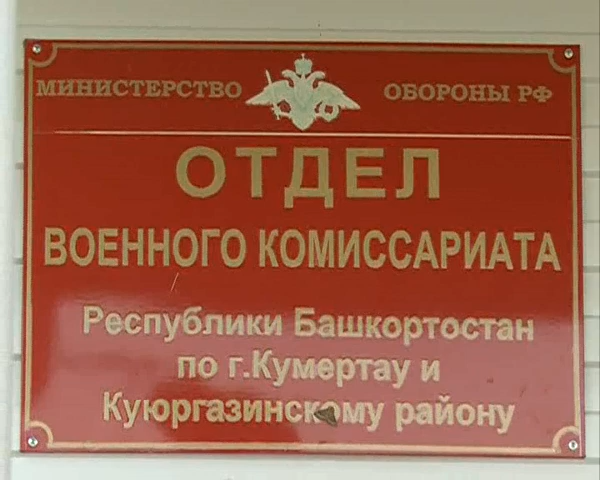 МИНИСТЕРСТВО ОБОРОНЫ РФ
ОТДЕЛ
ВОЕННОГО КОМИССАРИАТА
Республики Башкортостан
по г.Кумертау и
Куюргазинскому району